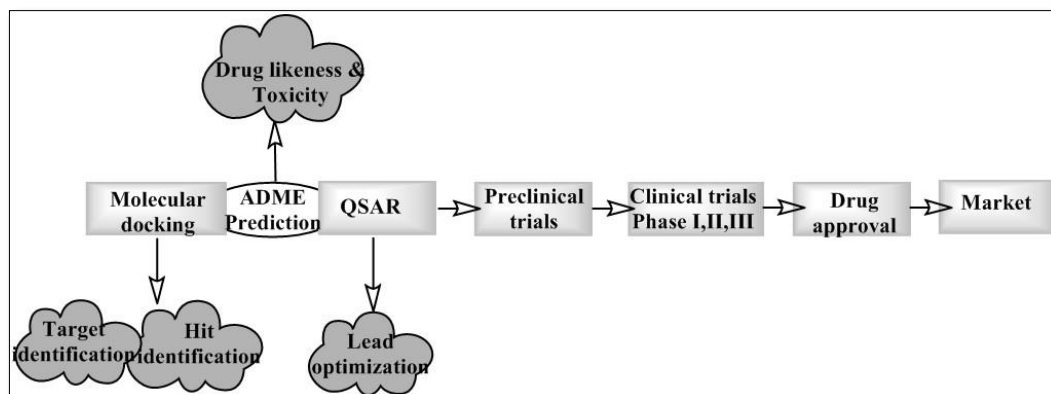 Drug likeness &
Toxicity
Molecular
docking
ADME
Prediction
QSAR
Preclinical
trials
Clinical trials
Phase I,II,III
Drug
approval
Market
Target
identification
Hit
identification
Lead
optimization